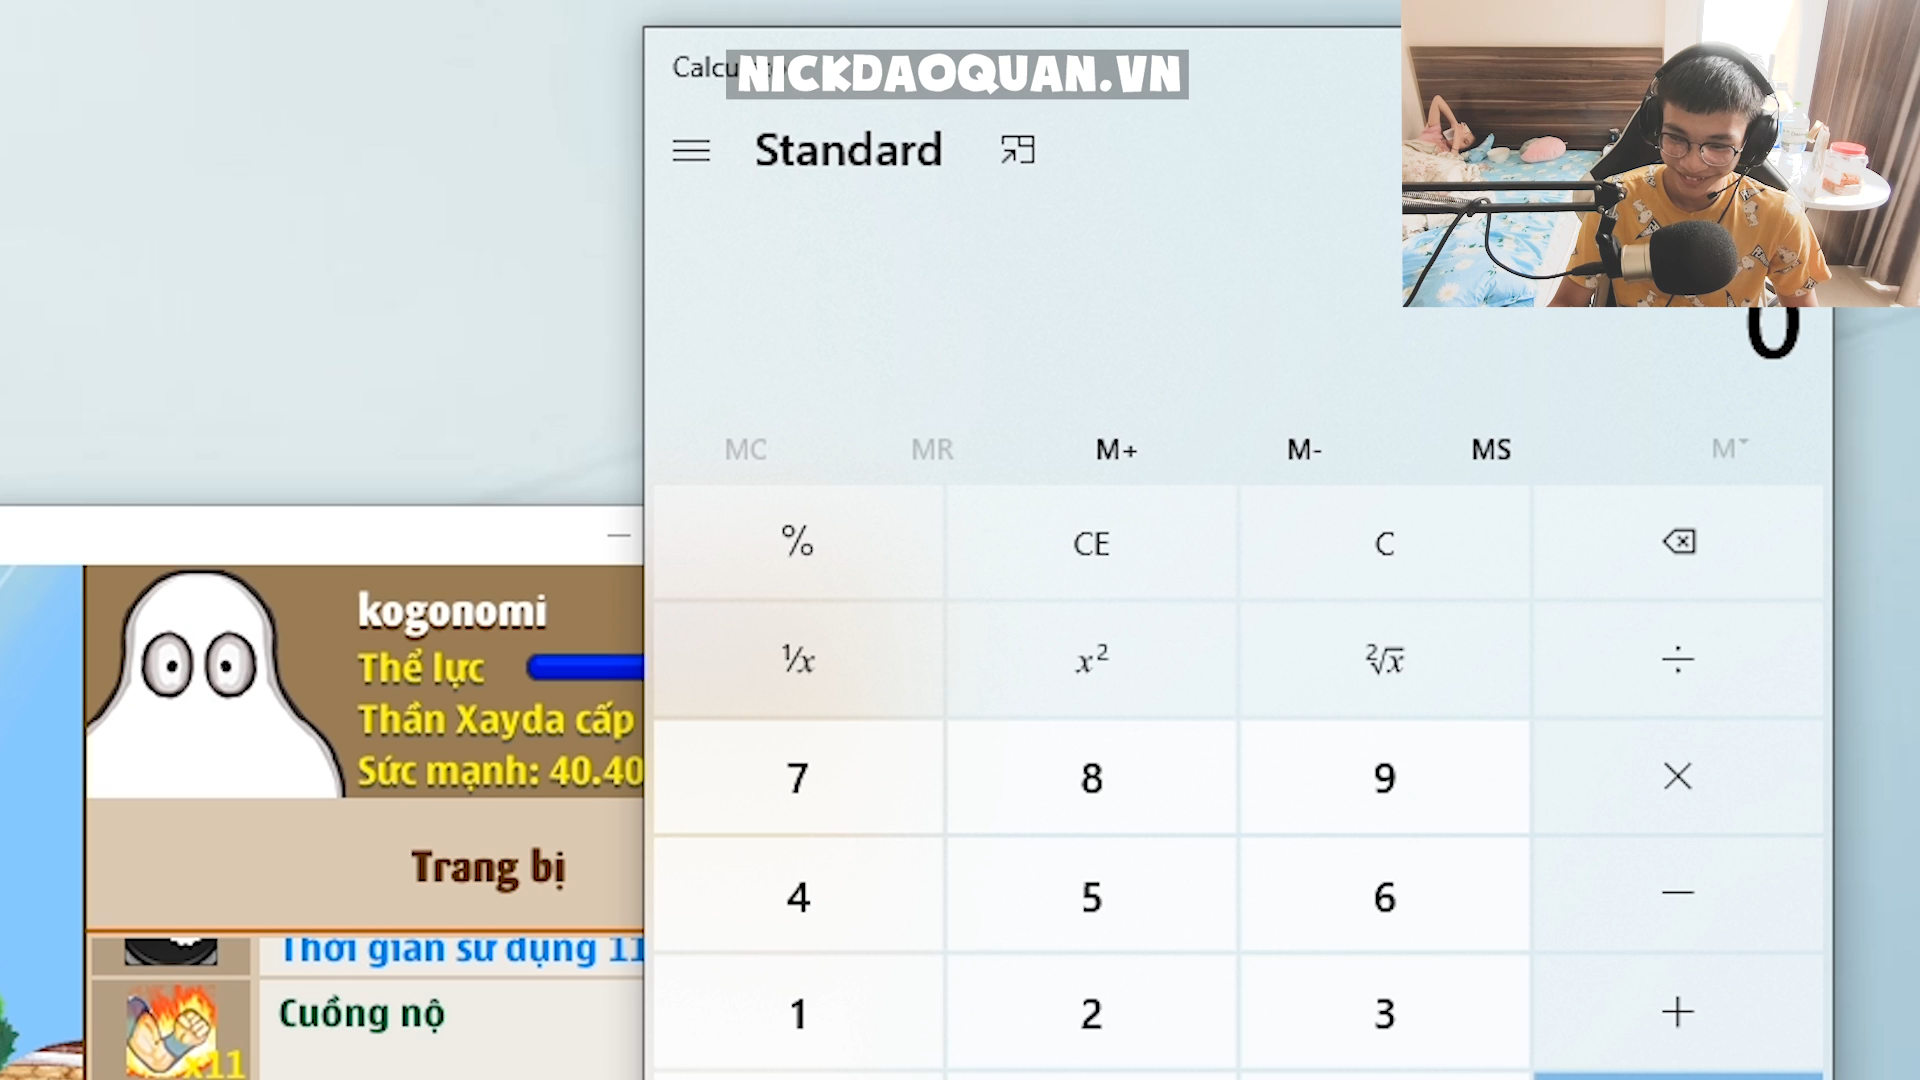 NICKDAOQUAN.VN
Standard
0
MC MR M+ M- MS M
% CE C
¹/x x² ²√x ÷
7 8 9 ×
4 5 6 −
1 2 3 +
kogonomi
Thể lực
Thần Xayda cấp
Sức mạnh: 40.40
Trang bị
Thời gian sử dụng 11
Cuồng nộ
x11